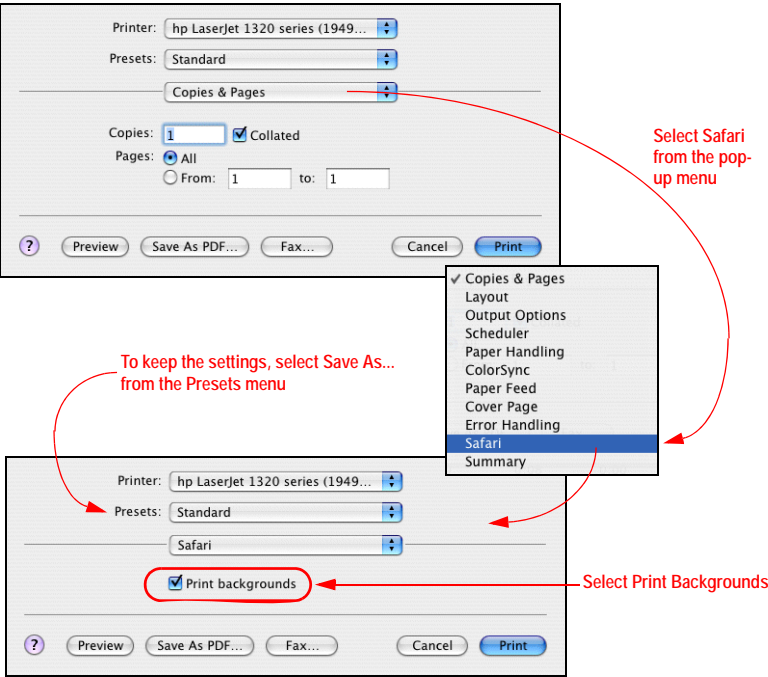 Printer: hp LaserJet 1320 series (1949...
Presets: Standard
Copies & Pages
Copies: 1 Collated
Pages: All
From: 1 to: 1
? Preview Save As PDF... Fax... Cancel Print
Select Safari
from the pop-
up menu
✓ Copies & Pages
Layout
Output Options
Scheduler
Paper Handling
ColorSync
Paper Feed
Cover Page
Error Handling
Safari
Summary
To keep the settings, select Save As...
from the Presets menu
Printer: hp LaserJet 1320 series (1949...
Presets: Standard
Safari
Print backgrounds
Select Print Backgrounds
? Preview Save As PDF... Fax... Cancel Print